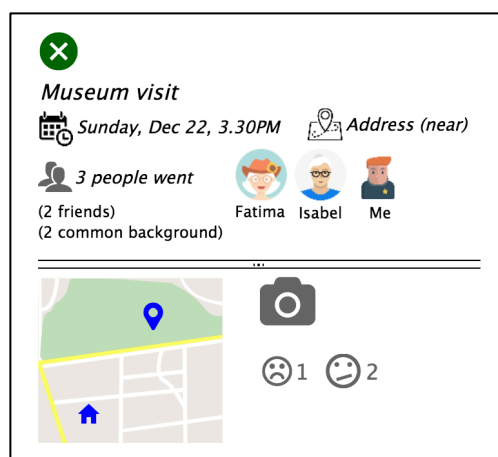 Museum visit
Sunday, Dec 22, 3.30PM
Address (near)
3 people went
(2 friends)
(2 common background)
Fatima
Isabel
Me
1
2